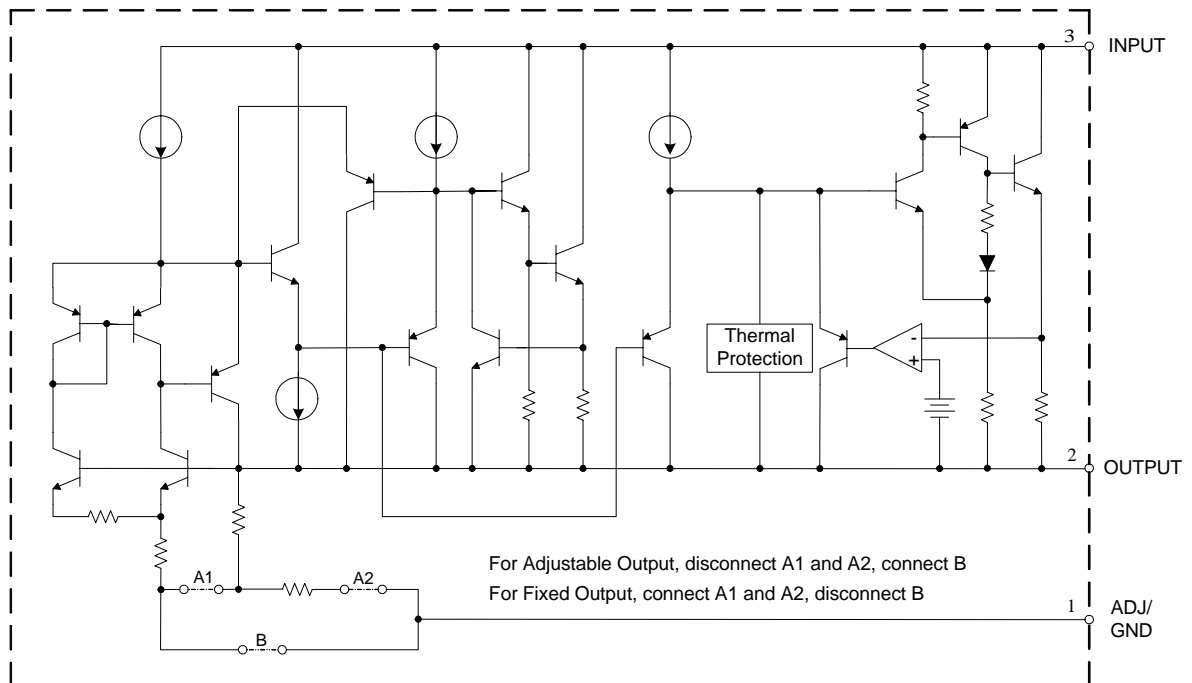 3
INPUT
Thermal
Protection
-
+
2
OUTPUT
For Adjustable Output, disconnect A1 and A2, connect B
A1
A2
For Fixed Output, connect A1 and A2, disconnect B
1
ADJ/
GND
B